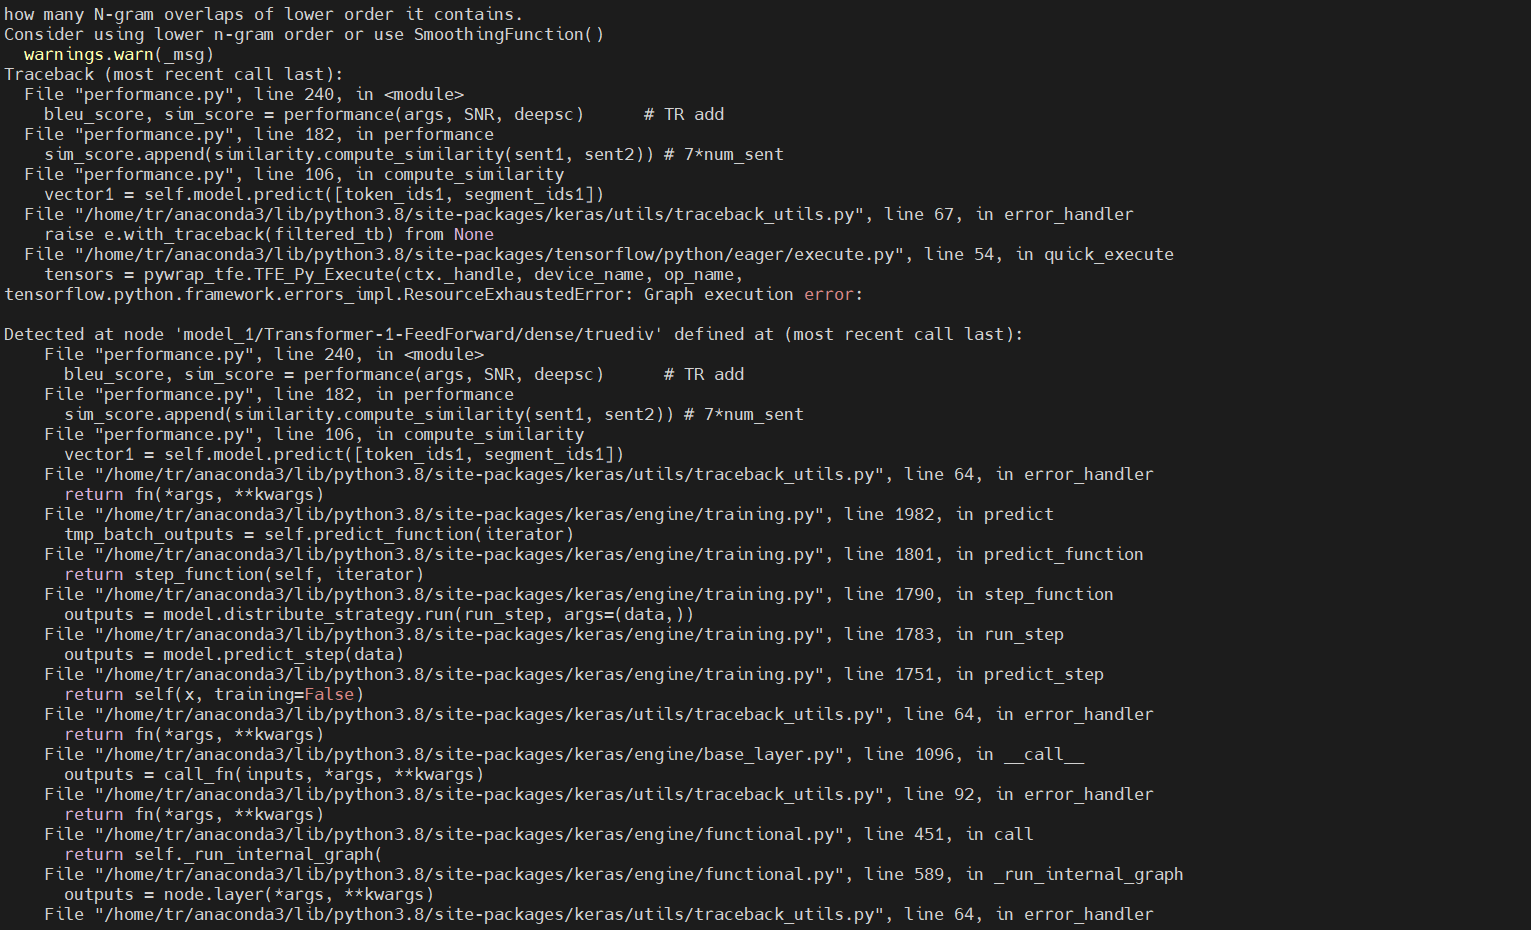 how many N-gram overlaps of lower order it contains.
Consider using lower n-gram order or use SmoothingFunction()
  warnings.warn(_msg)
Traceback (most recent call last):
  File "performance.py", line 240, in <module>
    bleu_score, sim_score = performance(args, SNR, deepsc)      # TR add
  File "performance.py", line 182, in performance
    sim_score.append(similarity.compute_similarity(sent1, sent2)) # 7*num_sent
  File "performance.py", line 106, in compute_similarity
    vector1 = self.model.predict([token_ids1, segment_ids1])
  File "/home/tr/anaconda3/lib/python3.8/site-packages/keras/utils/traceback_utils.py", line 67, in error_handler
    raise e.with_traceback(filtered_tb) from None
  File "/home/tr/anaconda3/lib/python3.8/site-packages/tensorflow/python/eager/execute.py", line 54, in quick_execute
    tensors = pywrap_tfe.TFE_Py_Execute(ctx._handle, device_name, op_name,
tensorflow.python.framework.errors_impl.ResourceExhaustedError: Graph execution error:

Detected at node 'model_1/Transformer-1-FeedForward/dense/truediv' defined at (most recent call last):
    File "performance.py", line 240, in <module>
      bleu_score, sim_score = performance(args, SNR, deepsc)      # TR add
    File "performance.py", line 182, in performance
      sim_score.append(similarity.compute_similarity(sent1, sent2)) # 7*num_sent
    File "performance.py", line 106, in compute_similarity
      vector1 = self.model.predict([token_ids1, segment_ids1])
    File "/home/tr/anaconda3/lib/python3.8/site-packages/keras/utils/traceback_utils.py", line 64, in error_handler
      return fn(*args, **kwargs)
    File "/home/tr/anaconda3/lib/python3.8/site-packages/keras/engine/training.py", line 1982, in predict
      tmp_batch_outputs = self.predict_function(iterator)
    File "/home/tr/anaconda3/lib/python3.8/site-packages/keras/engine/training.py", line 1801, in predict_function
      return step_function(self, iterator)
    File "/home/tr/anaconda3/lib/python3.8/site-packages/keras/engine/training.py", line 1790, in step_function
      outputs = model.distribute_strategy.run(run_step, args=(data,))
    File "/home/tr/anaconda3/lib/python3.8/site-packages/keras/engine/training.py", line 1783, in run_step
      outputs = model.predict_step(data)
    File "/home/tr/anaconda3/lib/python3.8/site-packages/keras/engine/training.py", line 1751, in predict_step
      return self(x, training=False)
    File "/home/tr/anaconda3/lib/python3.8/site-packages/keras/utils/traceback_utils.py", line 64, in error_handler
      return fn(*args, **kwargs)
    File "/home/tr/anaconda3/lib/python3.8/site-packages/keras/engine/base_layer.py", line 1096, in __call__
      outputs = call_fn(inputs, *args, **kwargs)
    File "/home/tr/anaconda3/lib/python3.8/site-packages/keras/utils/traceback_utils.py", line 92, in error_handler
      return fn(*args, **kwargs)
    File "/home/tr/anaconda3/lib/python3.8/site-packages/keras/engine/functional.py", line 451, in call
      return self._run_internal_graph(
    File "/home/tr/anaconda3/lib/python3.8/site-packages/keras/engine/functional.py", line 589, in _run_internal_graph
      outputs = node.layer(*args, **kwargs)
    File "/home/tr/anaconda3/lib/python3.8/site-packages/keras/utils/traceback_utils.py", line 64, in error_handler